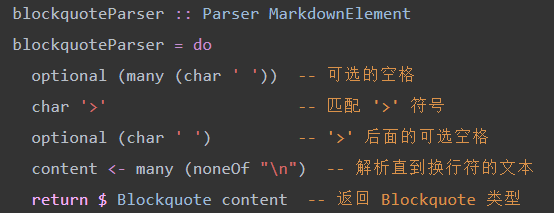 blockquoteParser :: Parser MarkdownElement
blockquoteParser = do
  optional (many (char ' '))  -- 可选的空格
  char '>'                    -- 匹配 '>' 符号
  optional (char ' ')         -- '>' 后面的可选空格
  content <- many (noneOf "\n")  -- 解析直到换行符的文本
  return $ Blockquote content  -- 返回 Blockquote 类型